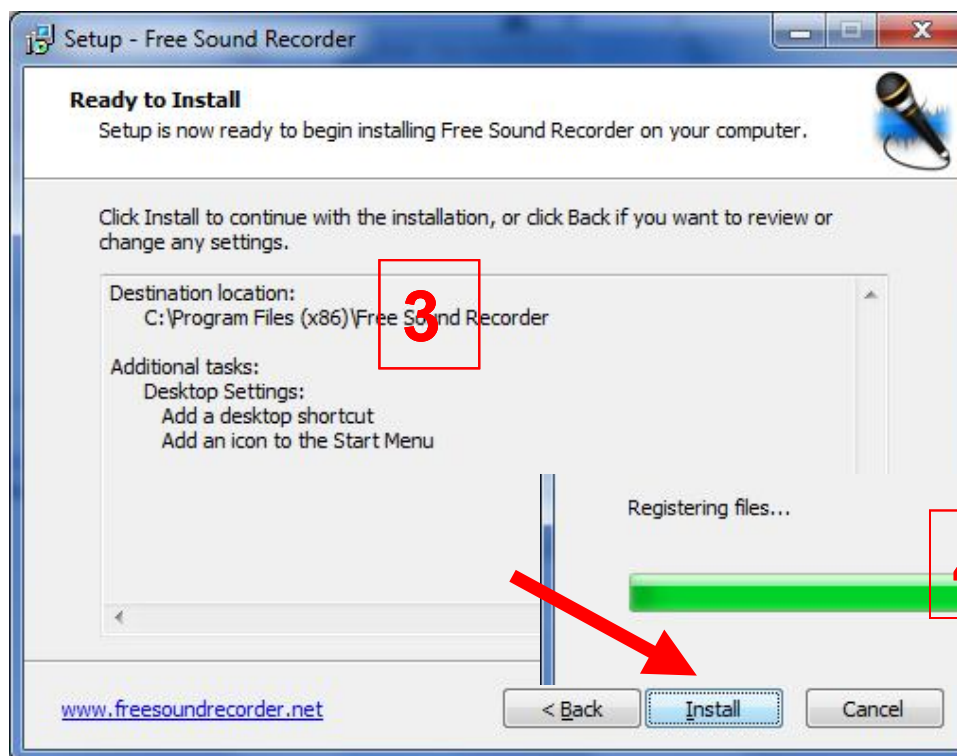 Setup - Free Sound Recorder
Ready to Install
Setup is now ready to begin installing Free Sound Recorder on your computer.
Click Install to continue with the installation, or click Back if you want to review or
change any settings.
Destination location:
C:\Program Files (x86)\Free Sound Recorder
3
Additional tasks:
Desktop Settings:
Add a desktop shortcut
Add an icon to the Start Menu
Registering files...
www.freesoundrecorder.net
< Back
Install
Cancel